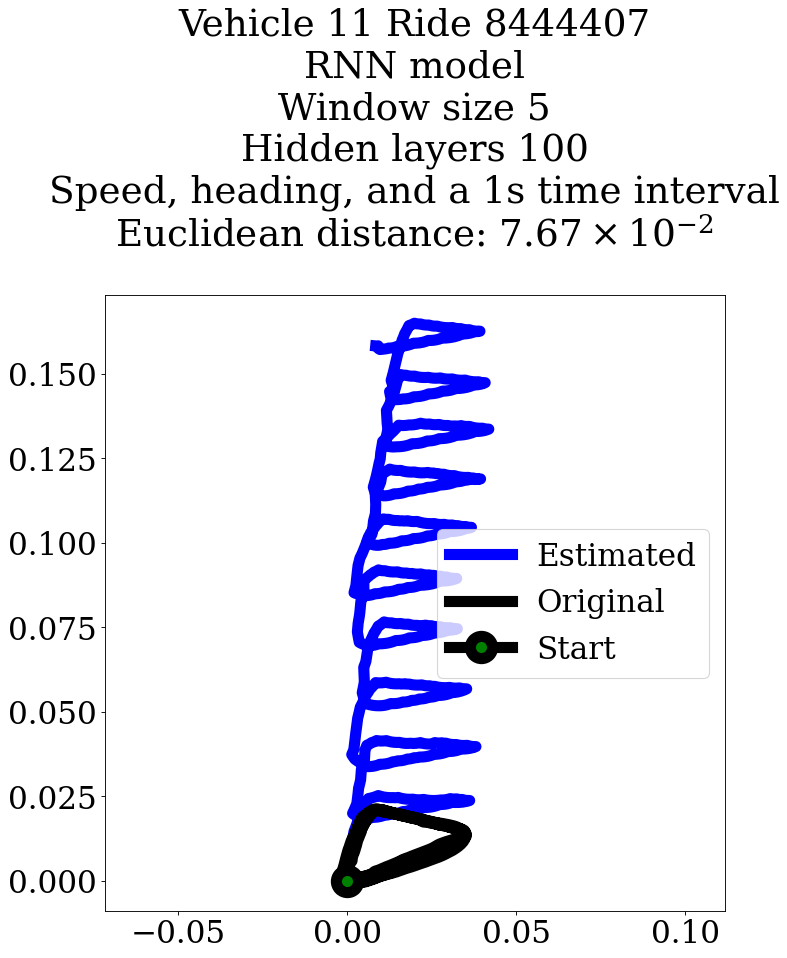 Vehicle 11 Ride 8444407
RNN model
Window size 5
Hidden layers 100
Speed, heading, and a 1s time interval
Euclidean distance: 7.67 × 10⁻²
0.150
0.125
0.100
0.075
0.050
0.025
0.000
Estimated
Original
Start
−0.05 0.00 0.05 0.10